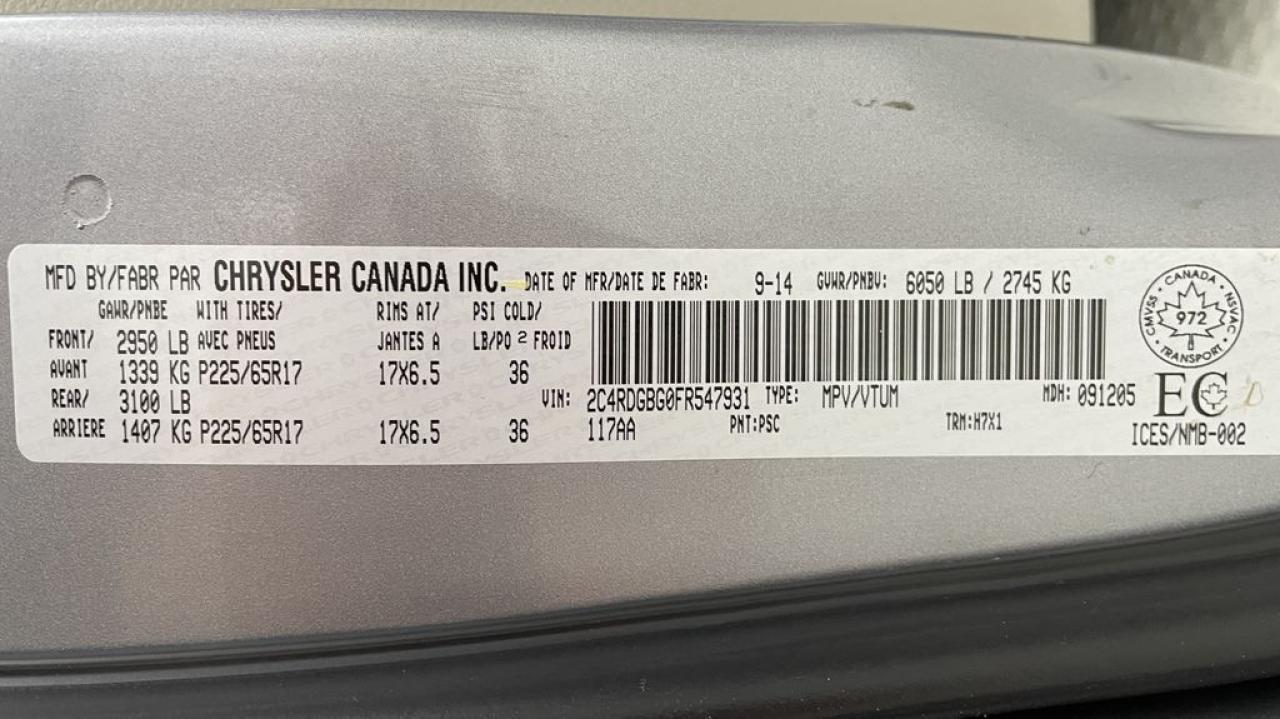 MFD BY/FABR PAR CHRYSLER CANADA INC. DATE OF MFR/DATE DE FABR: 9-14 GVWR/PNBV: 6050 LB / 2745 KG
GAWR/PNBE WITH TIRES/ RIMS AT/ PSI COLD/
FRONT/ 2950 LB AVEC PNEUS JANTES A LB/PO 2 FROID
AVANT 1339 KG P225/65R17 17X6.5 36
REAR/ 3100 LB VIN: 2C4RDGBG0FR547931 TYPE: MPV/VTUM MDH: 091205
ARRIERE 1407 KG P225/65R17 17X6.5 36 117AA PNT:PSC TRM:H7X1
CANADA
CMVSS NSVAC
972
TRANSPORT
EC
ICES/NMB-002